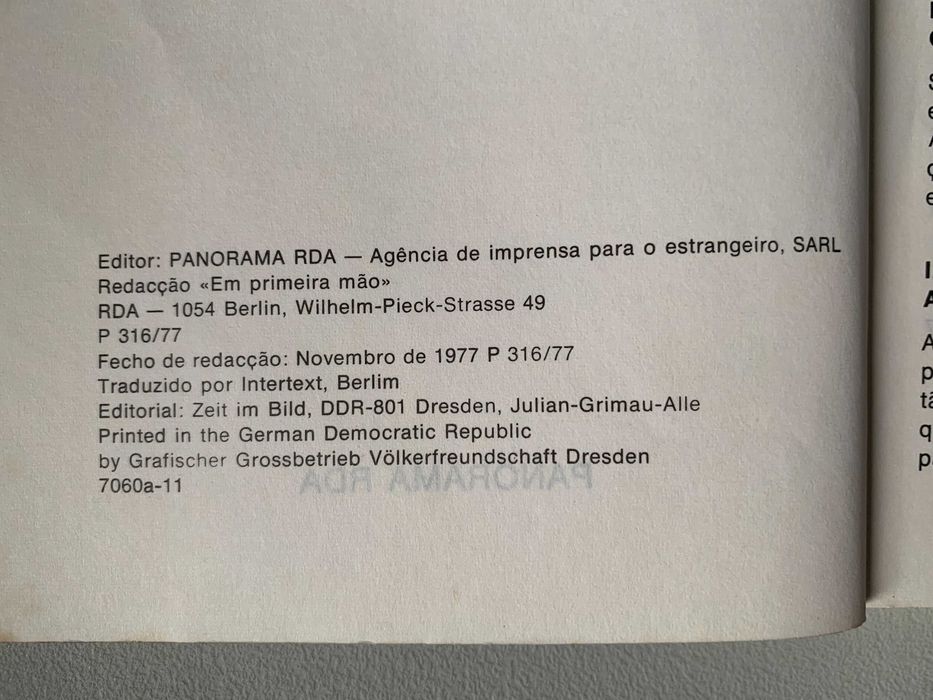 Editor: PANORAMA RDA — Agência de imprensa para o estrangeiro, SARL
Redacção «Em primeira mão»
RDA — 1054 Berlin, Wilhelm-Pieck-Strasse 49
P 316/77
Fecho de redacção: Novembro de 1977 P 316/77
Traduzido por Intertext, Berlim
Editorial: Zeit im Bild, DDR-801 Dresden, Julian-Grimau-Alle
Printed in the German Democratic Republic
by Grafischer Grossbetrieb Völkerfreundschaft Dresden
7060a-11
PANORAMA RDA